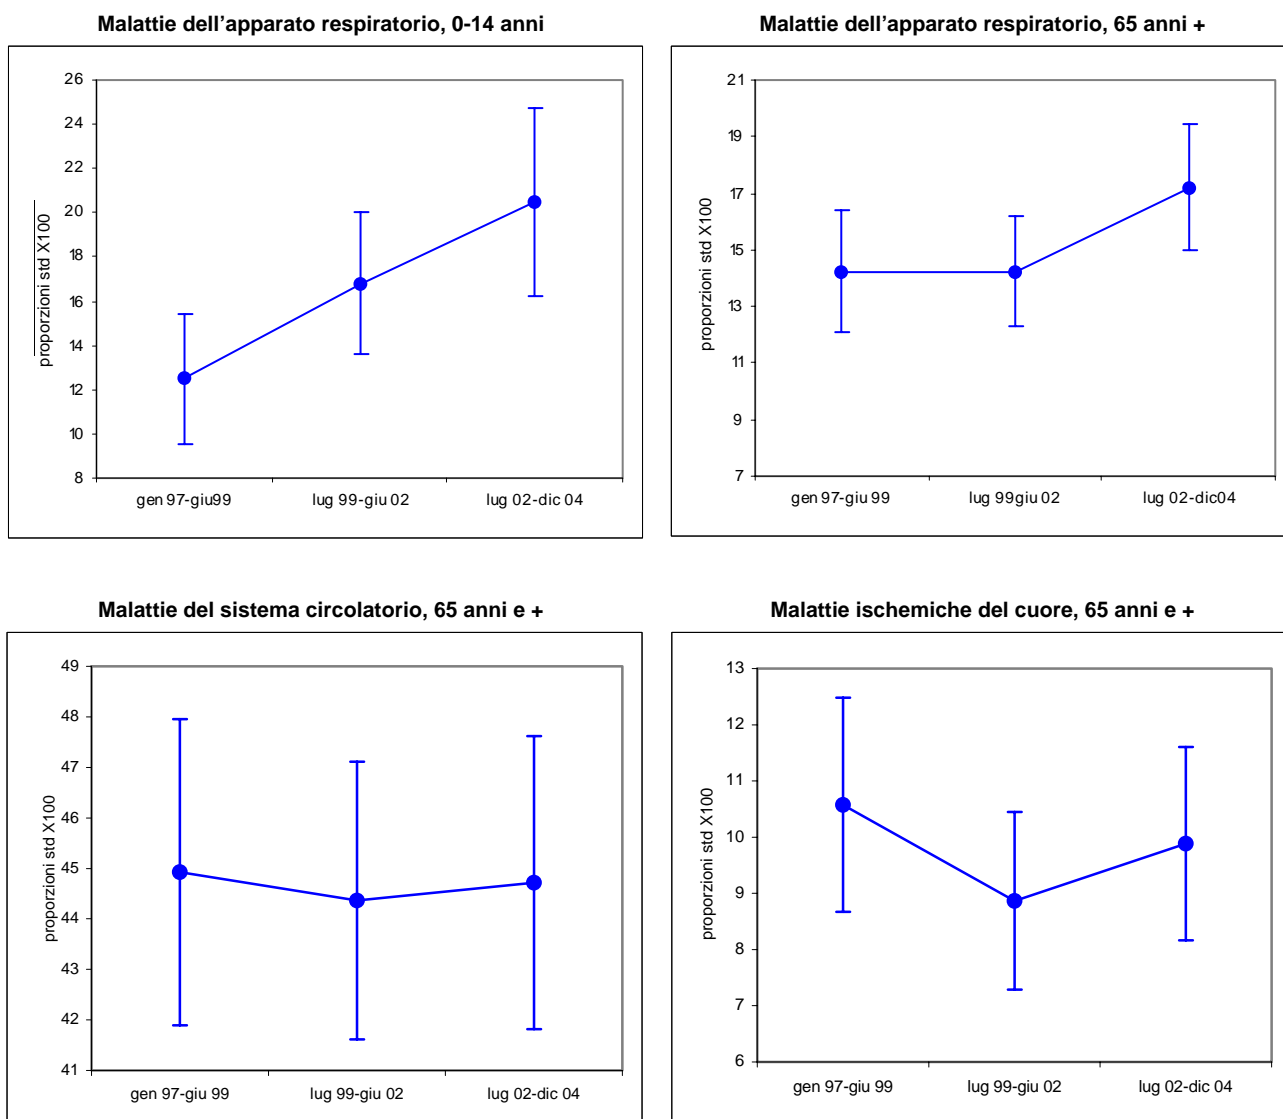 Malattie dell'apparato respiratorio, 0-14 anni
proporzioni std X100
26
24
22
20
18
16
14
12
10
8
gen 97-giu99 lug 99-giu 02 lug 02-dic 04
Malattie dell'apparato respiratorio, 65 anni +
proporzioni std X100
21
19
17
15
13
11
9
7
gen 97-giu 99 lug 99giu 02 lug 02-dic04
Malattie del sistema circolatorio, 65 anni e +
proporzioni std X100
49
48
47
46
45
44
43
42
41
gen 97-giu 99 lug 99-giu 02 lug 02-dic 04
Malattie ischemiche del cuore, 65 anni e +
proporzioni std X100
13
12
11
10
9
8
7
6
gen 97-giu 99 lug 99-giu 02 lug 02-dic 04